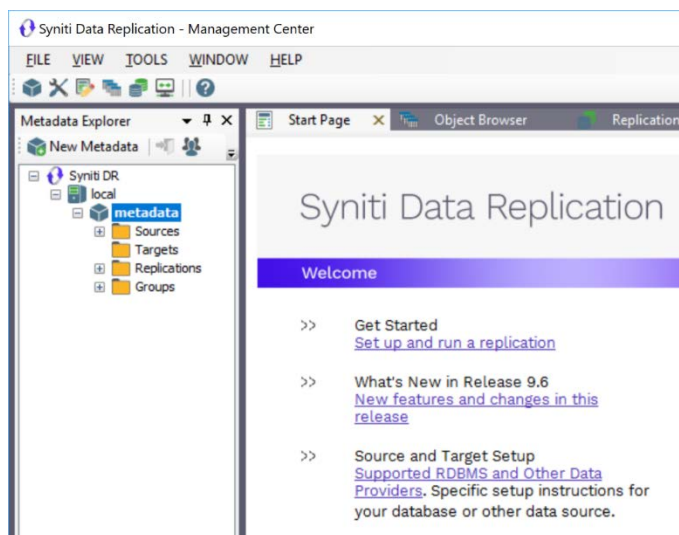 Syniti Data Replication - Management Center
FILE VIEW TOOLS WINDOW HELP
Metadata Explorer
Start Page
Object Browser
Replication
New Metadata
Syniti DR
local
metadata
Sources
Targets
Replications
Groups
Syniti Data Replication
Welcome
>> Get Started
Set up and run a replication
>> What's New in Release 9.6
New features and changes in this
release
>> Source and Target Setup
Supported RDBMS and Other Data
Providers. Specific setup instructions for
your database or other data source.